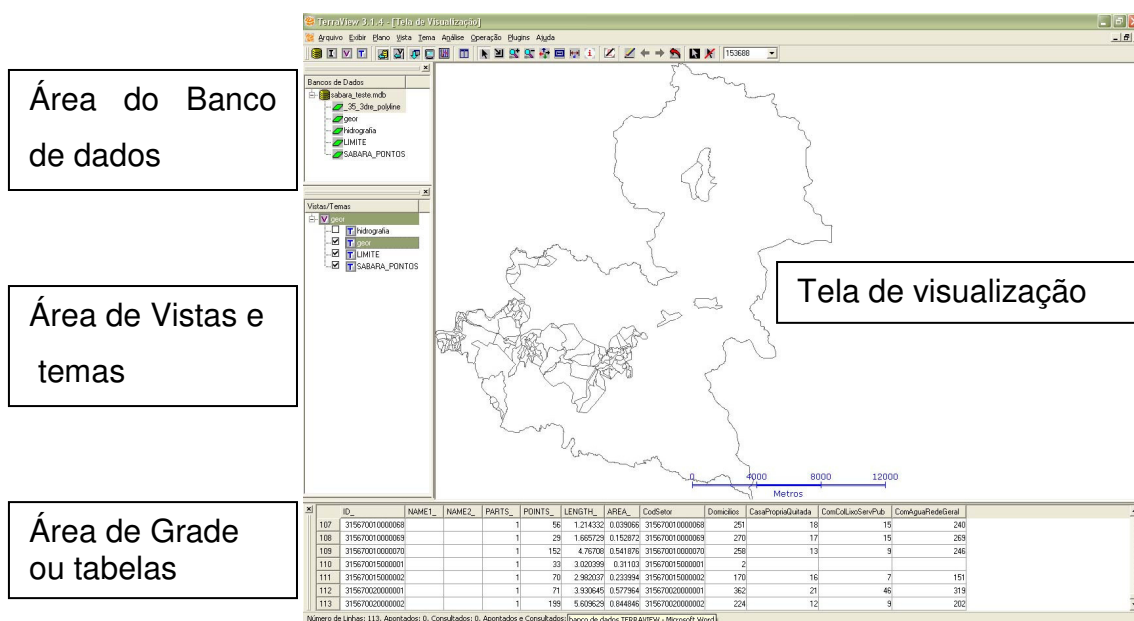 TerraView 3.1.4 - [Tela de Visualização]
Arquivo Exibir Plano Vista Tema Análise Operação Plugins Ajuda
153688
Área do Banco
de dados
Área de Vistas e
temas
Área de Grade
ou tabelas
Bancos de Dados
sabara_teste.mdb
_35_3dre_polyline
geor
hidrografia
LIMITE
SABARA_PONTOS
Vistas/Temas
geor
hidrografia
geor
LIMITE
SABARA_PONTOS
Tela de visualização
0 4000 8000 12000
Metros
ID_ NAME1_ NAME2_ PARTS_ POINTS_ LENGTH_ AREA_ CodSetor Domicilios CasaPropriaQuitada ComColLixoServPub ComAguaRedeGeral
107 315670010000068 1 56 1.214332 0.039066 315670010000068 251 18 15 240
108 315670010000069 1 29 1.665729 0.152872 315670010000069 270 17 15 269
109 315670010000070 1 152 4.76708 0.541876 315670010000070 258 13 9 246
110 315670015000001 1 33 3.020399 0.31103 315670015000001 2
111 315670015000002 1 70 2.982037 0.233994 315670015000002 170 16 7 151
112 315670020000001 1 71 3.930645 0.577964 315670020000001 362 21 46 319
113 315670020000002 1 199 5.609629 0.844846 315670020000002 224 12 9 202
Número de Linhas: 113, Apontados: 0, Consultados: 0, Apontados e Consultados: banco de dados TERRAVIEW - Microsoft Word